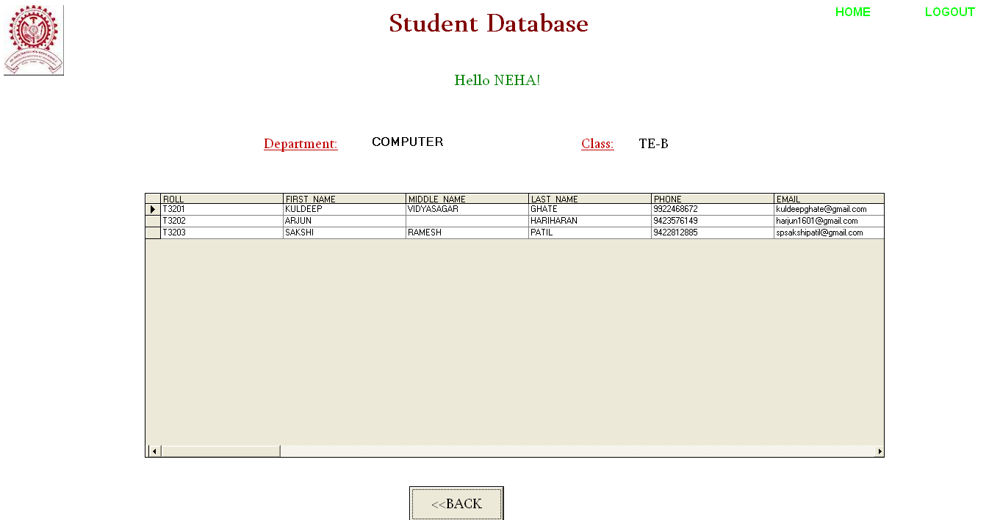 HOME LOGOUT
Student Database
Hello NEHA!
Department: COMPUTER Class: TE-B
ROLL FIRST_NAME MIDDLE_NAME LAST_NAME PHONE EMAIL
T3201 KULDEEP VIDYASAGAR GHATE 9922468672 kuldeepghate@gmail.com
T3202 ARJUN HARIHARAN 9423576149 harjun1601@gmail.com
T3203 SAKSHI RAMESH PATIL 9422812885 spsakshipatil@gmail.com
<<BACK